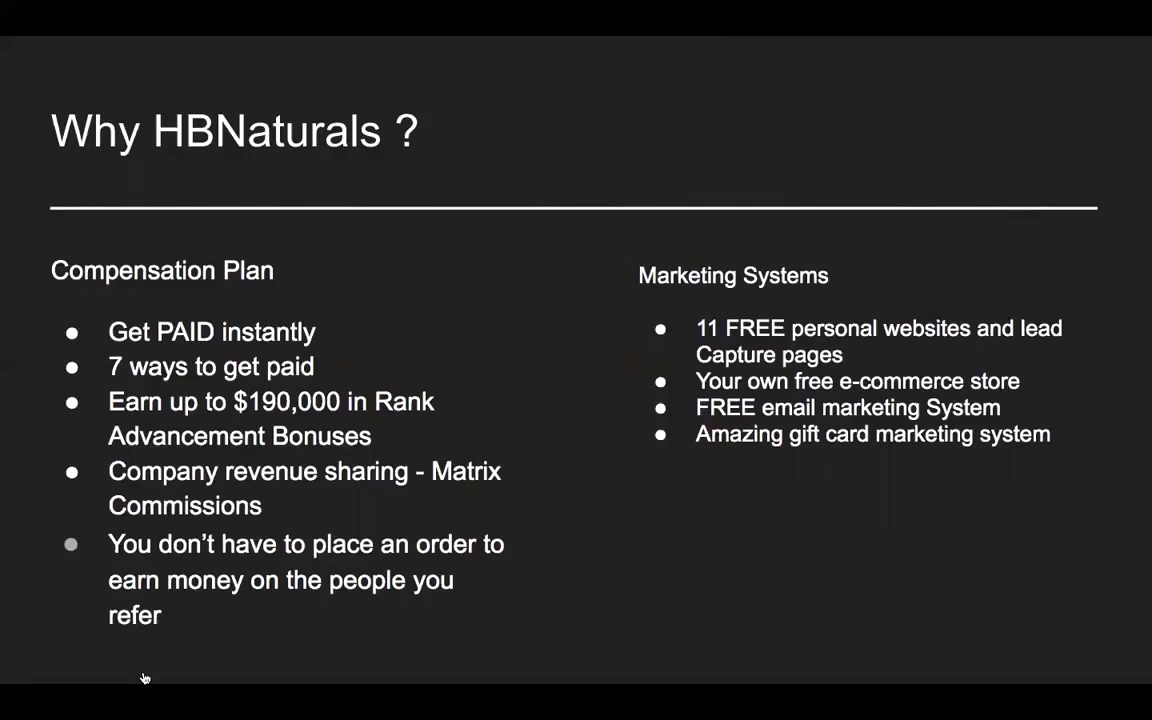 Why HBNaturals ?
Compensation Plan
● Get PAID instantly
● 7 ways to get paid
● Earn up to $190,000 in Rank
Advancement Bonuses
● Company revenue sharing - Matrix
Commissions
● You don’t have to place an order to
earn money on the people you
refer
Marketing Systems
● 11 FREE personal websites and lead
Capture pages
● Your own free e-commerce store
● FREE email marketing System
● Amazing gift card marketing system